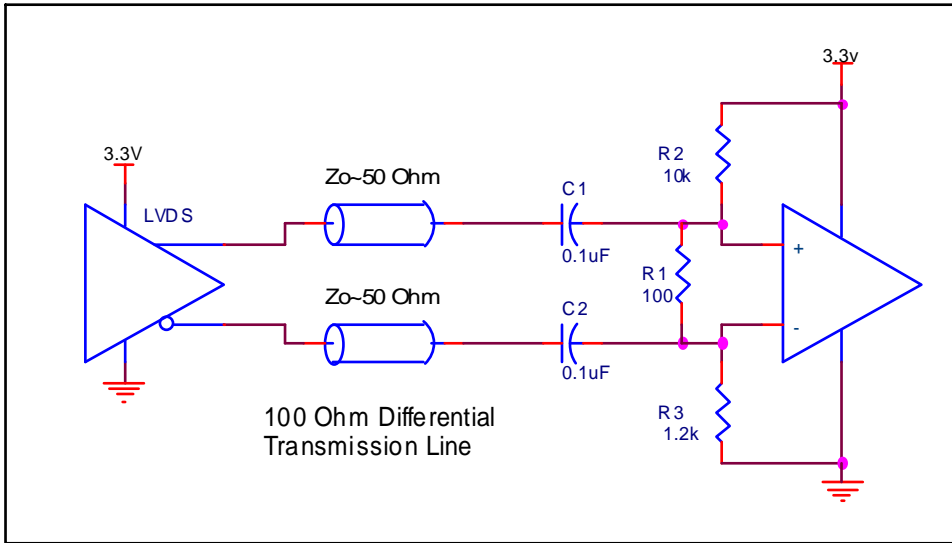 3.3v
3.3V
LVDS
Zo~50 Ohm
C1
0.1uF
R2
10k
+
R1
100
Zo~50 Ohm
C2
0.1uF
-
R3
1.2k
100 Ohm Differential
Transmission Line